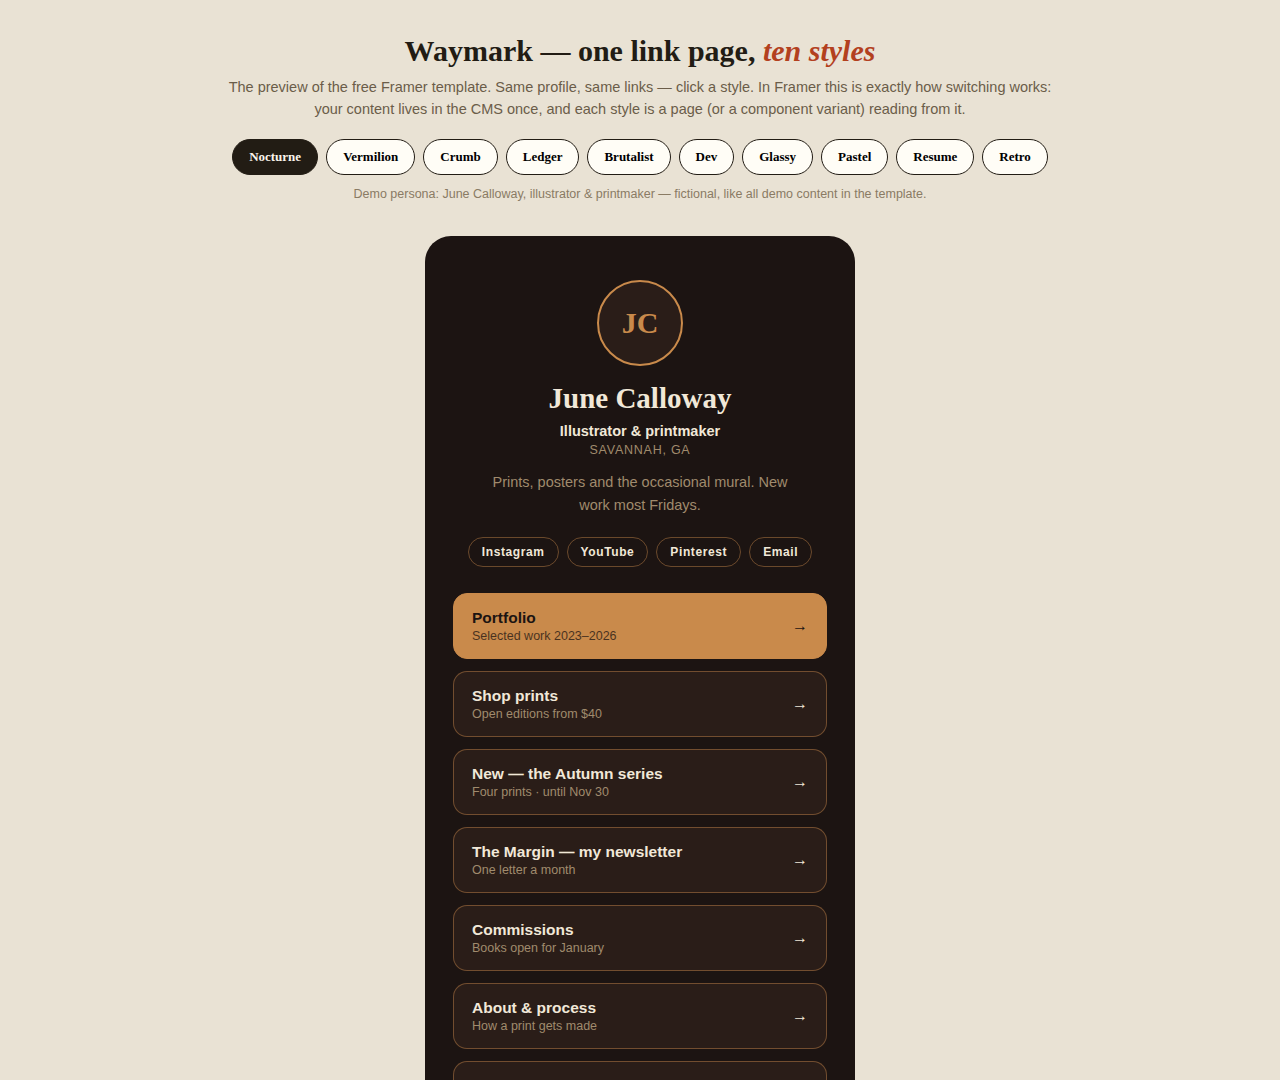 Waymark — one link page, ten styles
The preview of the free Framer template. Same profile, same links — click a style. In Framer this is exactly how switching works:
your content lives in the CMS once, and each style is a page (or a component variant) reading from it.
Nocturne Vermilion Crumb Ledger Brutalist Dev Glassy Pastel Resume Retro
Demo persona: June Calloway, illustrator & printmaker — fictional, like all demo content in the template.
JC
June Calloway
Illustrator & printmaker
SAVANNAH, GA
Prints, posters and the occasional mural. New
work most Fridays.
Instagram YouTube Pinterest Email
Portfolio
Selected work 2023–2026
→
Shop prints
Open editions from $40
→
New — the Autumn series
Four prints · until Nov 30
→
The Margin — my newsletter
One letter a month
→
Commissions
Books open for January
→
About & process
How a print gets made
→